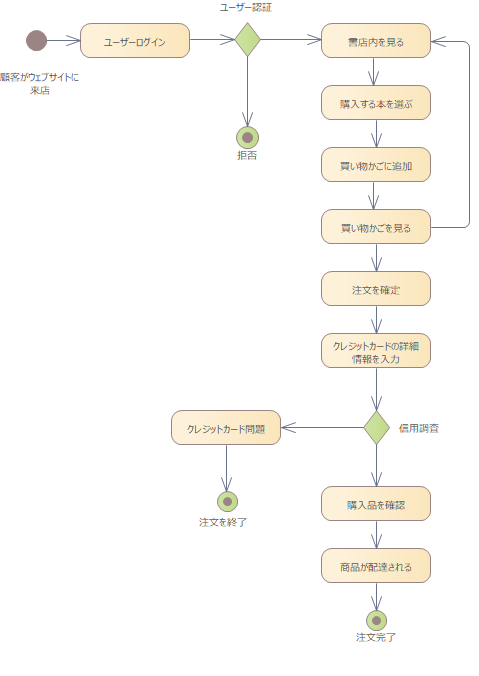 ユーザー認証
ユーザーログイン
書店内を見る
顧客がウェブサイトに
来店
購入する本を選ぶ
拒否
買い物かごに追加
買い物かごを見る
注文を確定
クレジットカードの詳細
情報を入力
クレジットカード問題
信用調査
購入品を確認
注文を終了
商品が配達される
注文完了